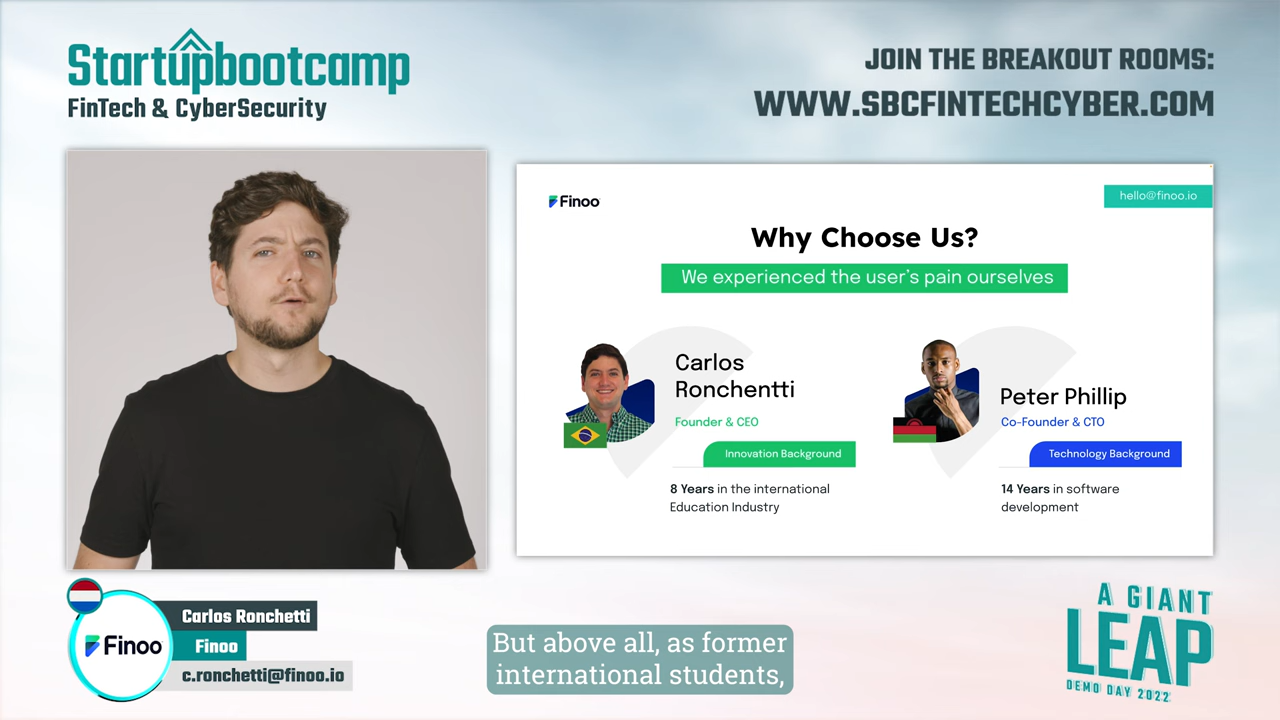 Startupbootcamp
FinTech & CyberSecurity
JOIN THE BREAKOUT ROOMS:
WWW.SBCFINTECHCYBER.COM
Finoo
hello@finoo.io
Why Choose Us?
We experienced the user's pain ourselves
Carlos
Ronchentti
Founder & CEO
Innovation Background
8 Years in the international
Education Industry
Peter Phillip
Co-Founder & CTO
Technology Background
14 Years in software
development
Finoo
Carlos Ronchetti
Finoo
c.ronchetti@finoo.io
But above all, as former
international students,
A GIANT
LEAP
DEMO DAY 2022